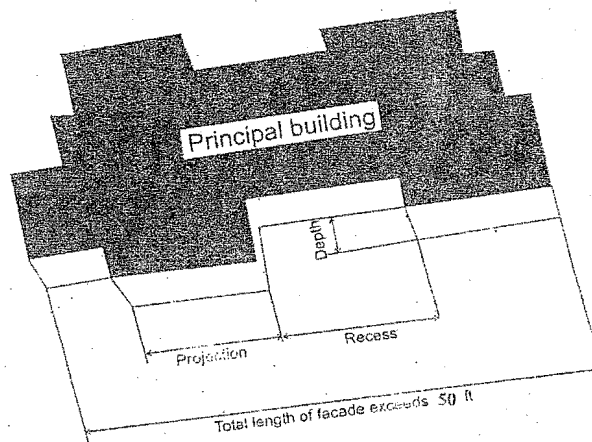 Principal building
Depth
Projection
Recess
Total length of facade exceeds 50 ft